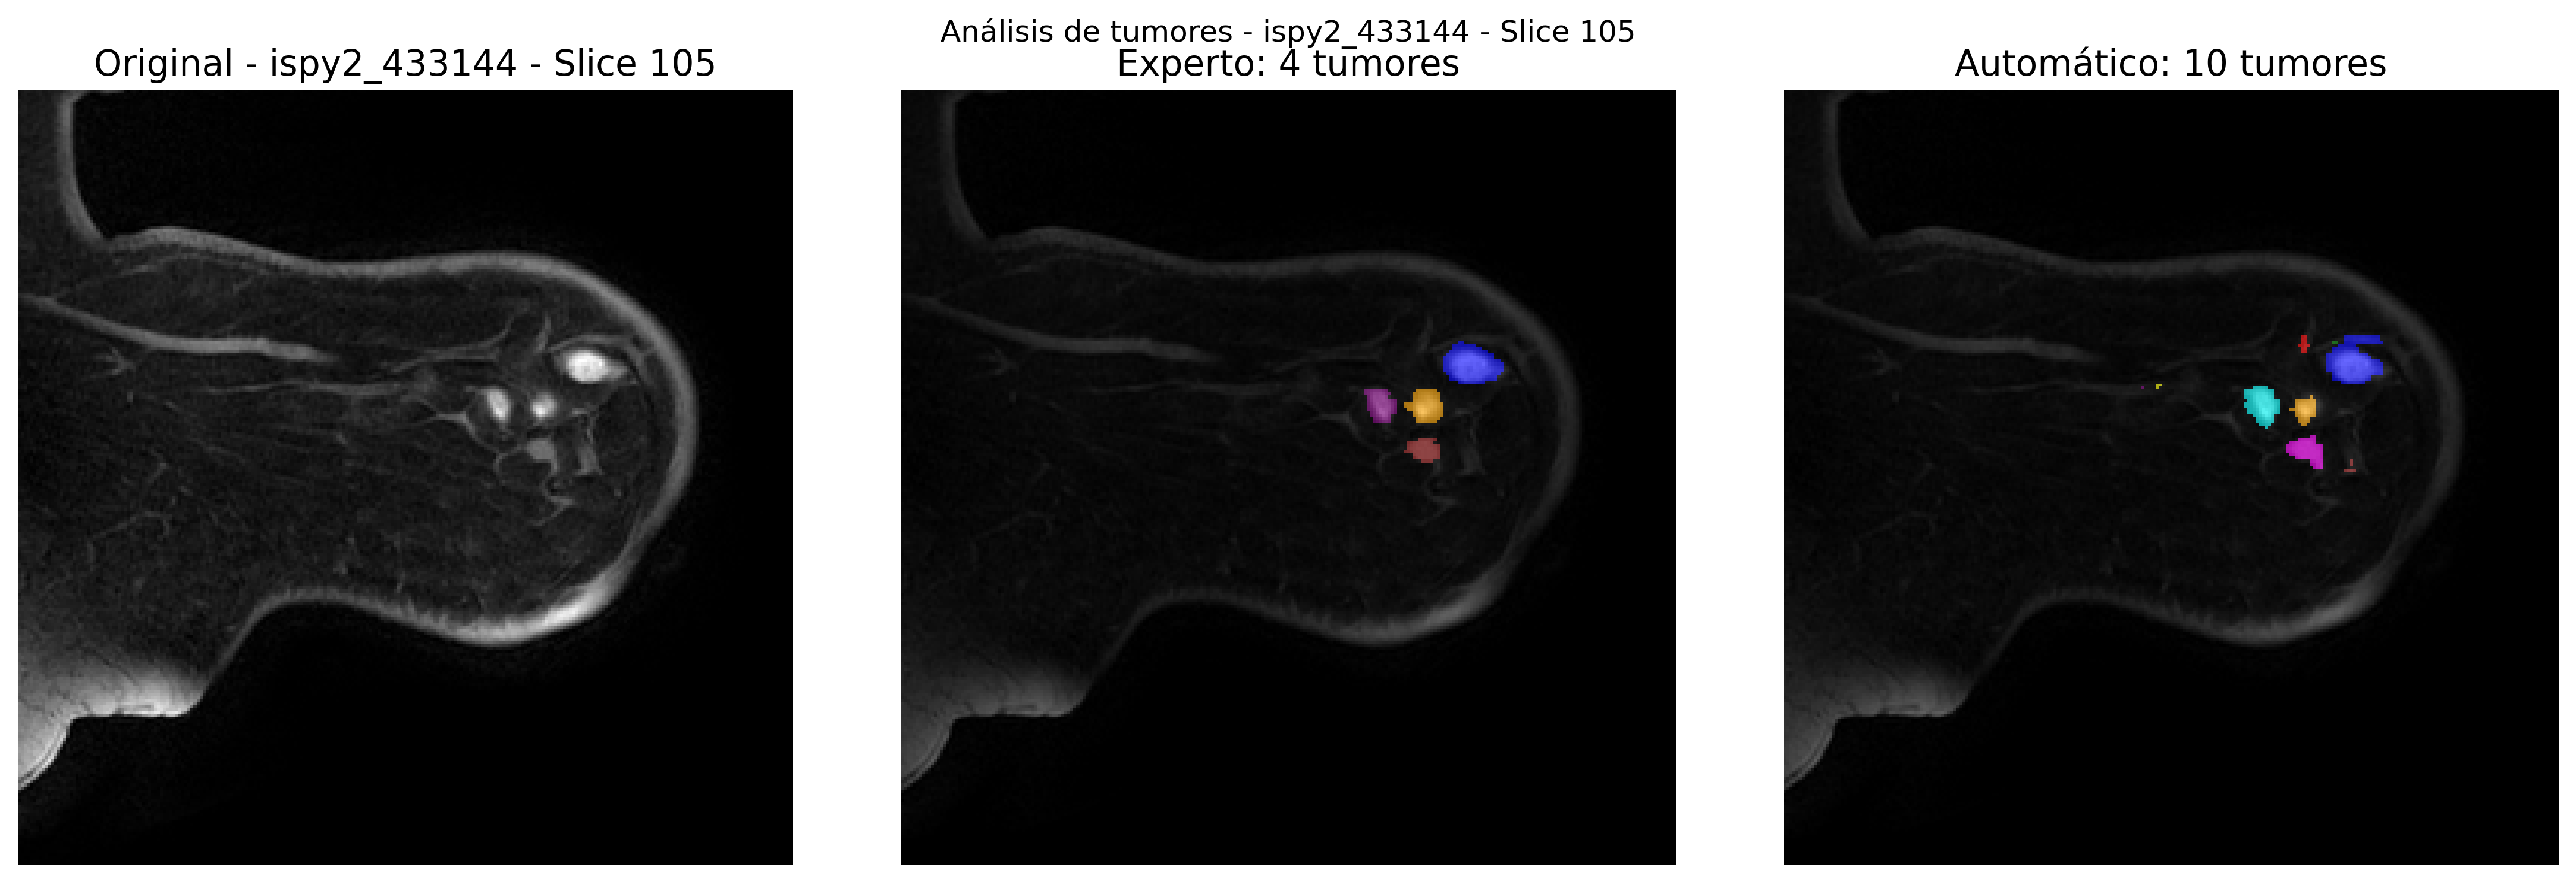 Análisis de tumores - ispy2_433144 - Slice 105
Original - ispy2_433144 - Slice 105
Experto: 4 tumores
Automático: 10 tumores